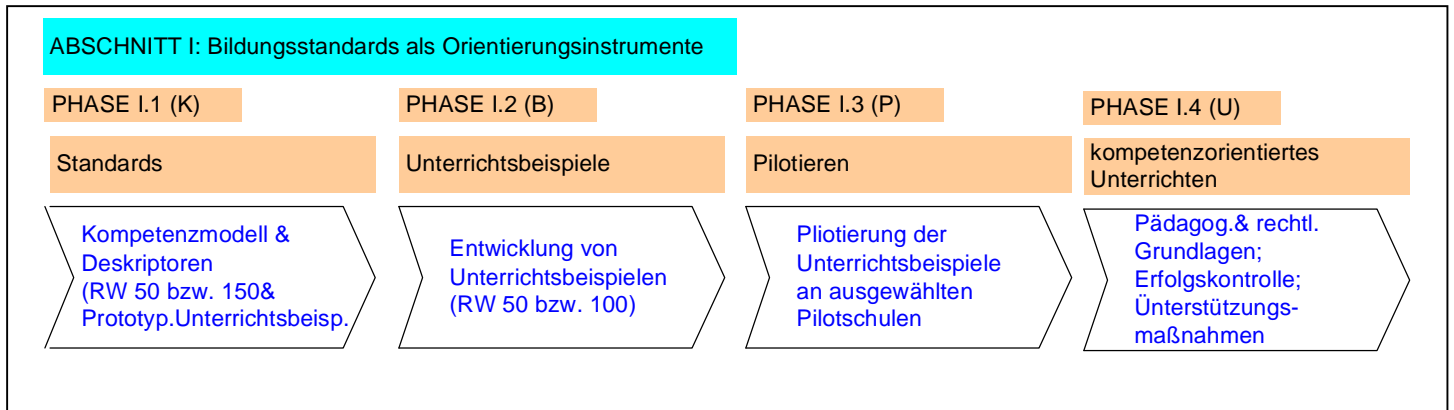 ABSCHNITT I: Bildungsstandards als Orientierungsinstrumente
PHASE I.1 (K)
Standards
Kompetenzmodell &
Deskriptoren
(RW 50 bzw. 150&
Prototyp.Unterrichtsbeisp.
PHASE I.2 (B)
Unterrichtsbeispiele
Entwicklung von
Unterrichtsbeispielen
(RW 50 bzw. 100)
PHASE I.3 (P)
Pilotieren
Pliotierung der
Unterrichtsbeispiele
an ausgewählten
Pilotschulen
PHASE I.4 (U)
kompetenzorientiertes
Unterrichten
Pädagog.& rechtl.
Grundlagen;
Erfolgskontrolle;
Ünterstützungs-
maßnahmen